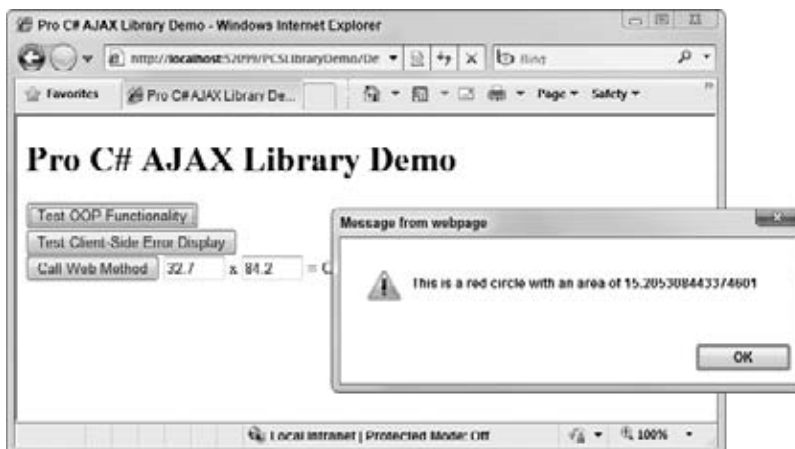 Pro C# AJAX Library Demo - Windows Internet Explorer
http://localhost:52099/PCSLibraryDemo/De
Bing
Favorites
Pro C# AJAX Library De...
Page
Safety
Pro C# AJAX Library Demo
Test OOP Functionality
Test Client-Side Error Display
Call Web Method 32.7 x 84.2 = C
Message from webpage
This is a red circle with an area of 15.205308443374601
OK
Local intranet | Protected Mode: Off
100%